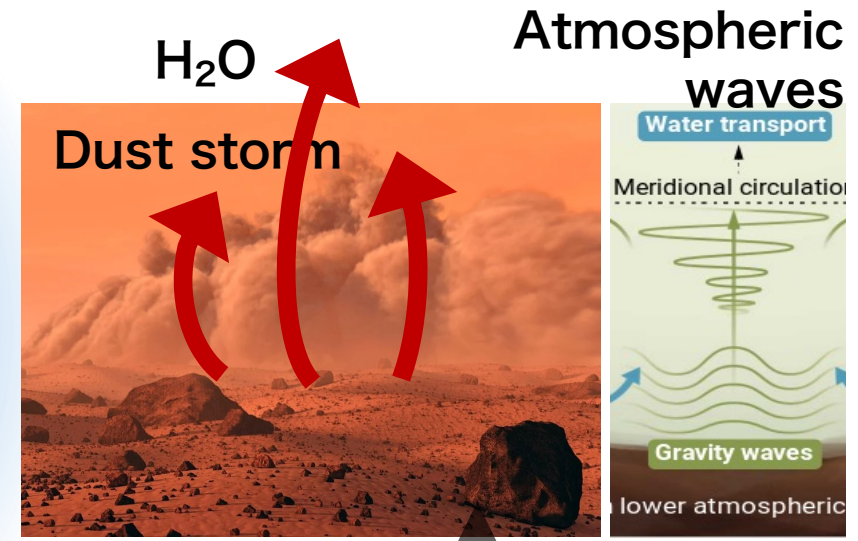 H₂O
Dust storm
Atmospheric
waves
Water transport
Meridional circulation
Gravity waves
lower atmospheric